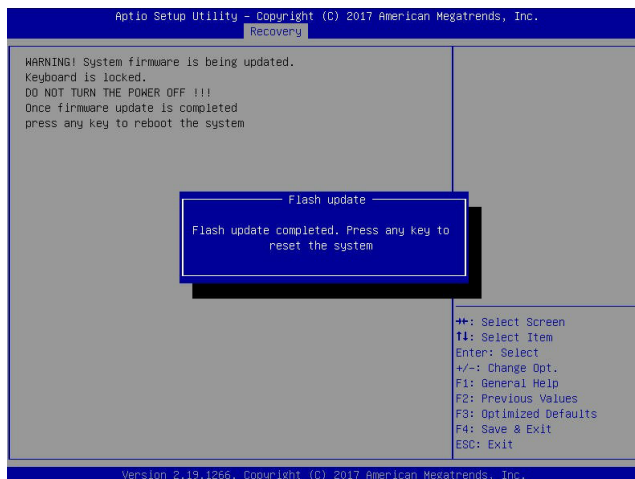 Aptio Setup Utility – Copyright (C) 2017 American Megatrends, Inc.
Recovery
WARNING! System firmware is being updated.
Keyboard is locked.
DO NOT TURN THE POWER OFF !!!
Once firmware update is completed
press any key to reboot the system
Flash update
Flash update completed. Press any key to
reset the system
→←: Select Screen
↑↓: Select Item
Enter: Select
+/-: Change Opt.
F1: General Help
F2: Previous Values
F3: Optimized Defaults
F4: Save & Exit
ESC: Exit
Version 2.19.1266. Copyright (C) 2017 American Megatrends, Inc.